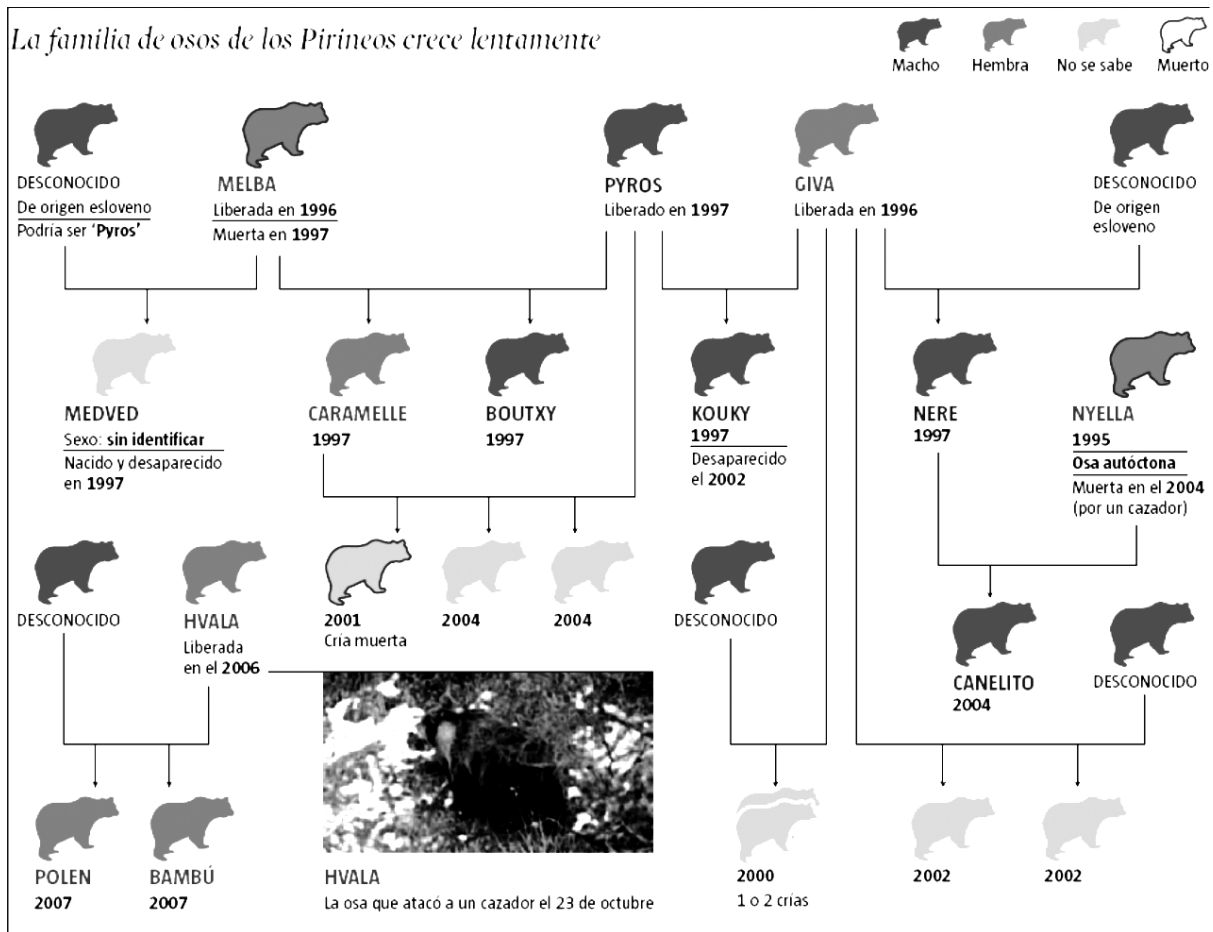 La familia de osos de los Pirineos crece lentamente
Macho
Hembra
No se sabe
Muerto
DESCONOCIDO
De origen esloveno
Podría ser ‘Pyros’
MELBA
Liberada en 1996
Muerta en 1997
PYROS
Liberado en 1997
GIVA
Liberada en 1996
DESCONOCIDO
De origen
esloveno
MEDVED
Sexo: sin identificar
Nacido y desaparecido
en 1997
CARAMELLE
1997
BOUTXY
1997
KOUKY
1997
Desaparecido
el 2002
NERE
1997
NYELLA
1995
Osa autóctona
Muerta en el 2004
(por un cazador)
DESCONOCIDO
HVALA
Liberada
en el 2006
2001
Cría muerta
2004
2004
DESCONOCIDO
CANELITO
2004
DESCONOCIDO
POLEN
2007
BAMBÚ
2007
HVALA
La osa que atacó a un cazador el 23 de octubre
2000
1 o 2 crías
2002
2002